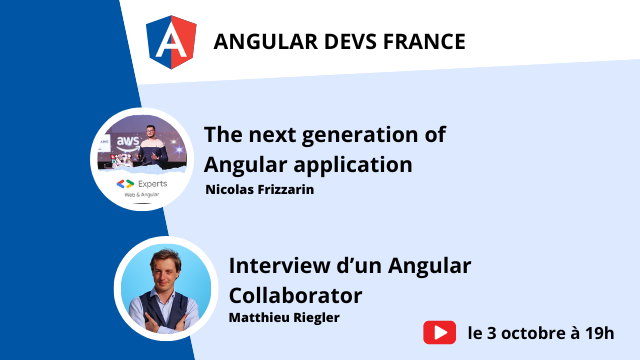 ANGULAR DEVS FRANCE
The next generation of
Angular application
Nicolas Frizzarin
aws
Experts
Web & Angular
Interview d’un Angular
Collaborator
Matthieu Riegler
le 3 octobre à 19h